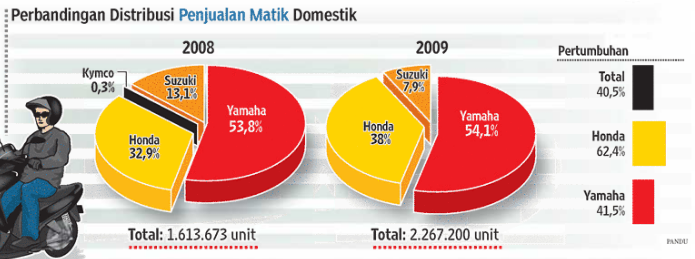 Perbandingan Distribusi Penjualan Matik Domestik
2008
Kymco
0,3%
Suzuki
13,1%
Yamaha
53,8%
Honda
32,9%
Total: 1.613.673 unit
2009
Suzuki
7,9%
Yamaha
54,1%
Honda
38%
Total: 2.267.200 unit
Pertumbuhan
Total
40,5%
Honda
62,4%
Yamaha
41,5%
PANDU